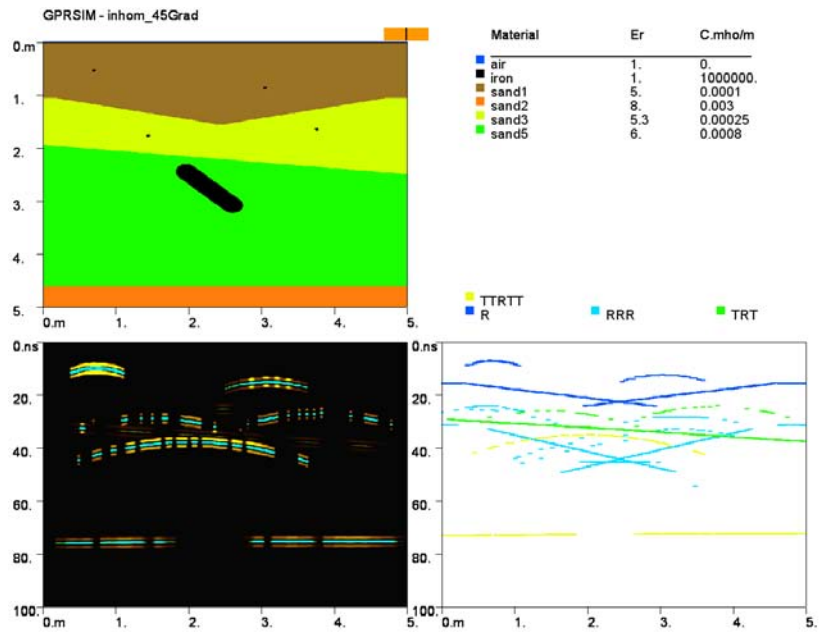 GPRSIM - inhom_45Grad
Material Er C.mho/m
air 1. 0.
iron 1. 1000000.
sand1 5. 0.0001
sand2 8. 0.003
sand3 5.3 0.00025
sand5 6. 0.0008
0.m
1.
2.
3.
4.
5.
0.m 1. 2. 3. 4. 5.
TTRTT
R RRR TRT
0.ns
20.
40.
60.
80.
100.
0.m 1. 2. 3. 4. 5.
0.ns
20.
40.
60.
80.
100.
0.m 1. 2. 3. 4. 5.